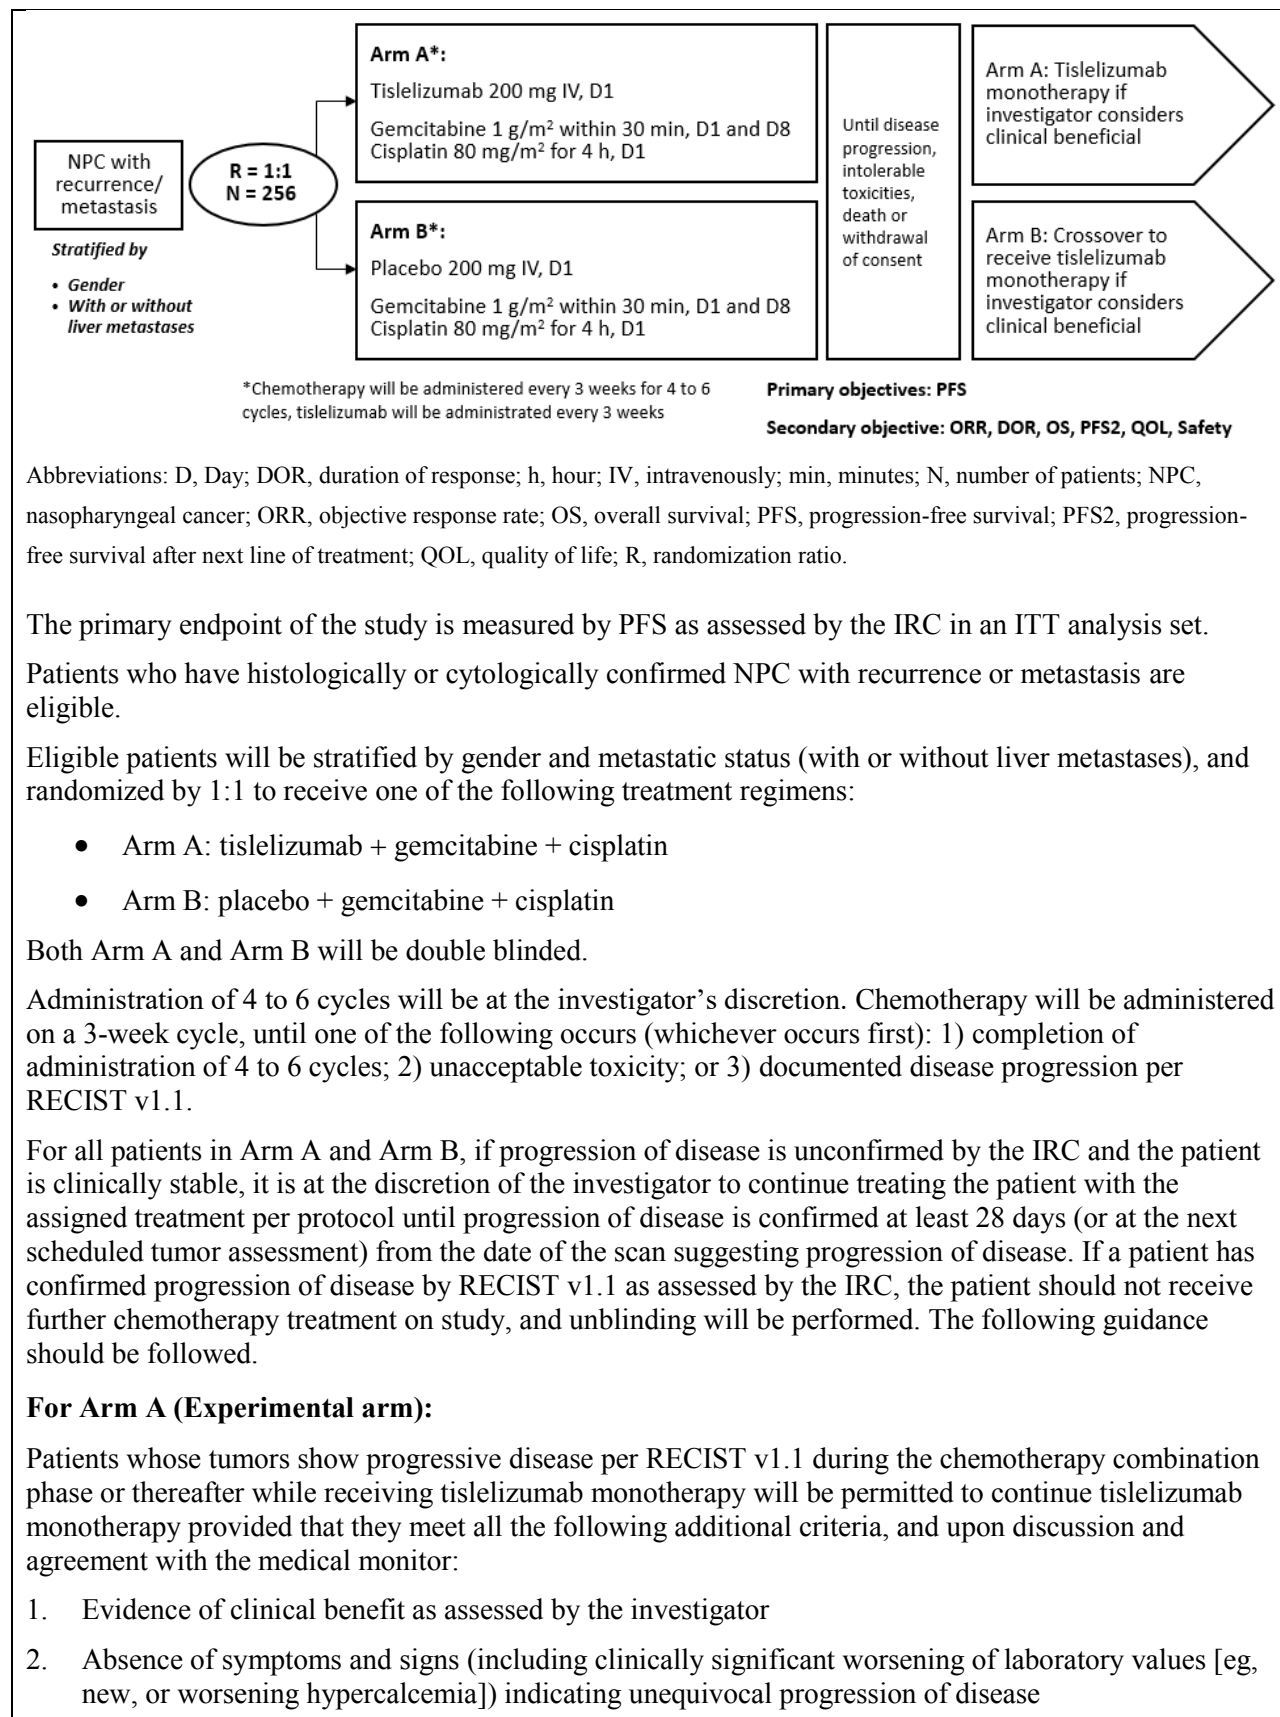 NPC with
recurrence/
metastasis
Stratified by
• Gender
• With or without
liver metastases
R = 1:1
N = 256
Arm A*:
Tislelizumab 200 mg IV, D1
Gemcitabine 1 g/m² within 30 min, D1 and D8
Cisplatin 80 mg/m² for 4 h, D1
Arm B*:
Placebo 200 mg IV, D1
Gemcitabine 1 g/m² within 30 min, D1 and D8
Cisplatin 80 mg/m² for 4 h, D1
Until disease
progression,
intolerable
toxicities,
death or
withdrawal
of consent
Arm A: Tislelizumab
monotherapy if
investigator considers
clinical beneficial
Arm B: Crossover to
receive tislelizumab
monotherapy if
investigator considers
clinical beneficial
*Chemotherapy will be administered every 3 weeks for 4 to 6
cycles, tislelizumab will be administrated every 3 weeks
Primary objectives: PFS
Secondary objective: ORR, DOR, OS, PFS2, QOL, Safety
Abbreviations: D, Day; DOR, duration of response; h, hour; IV, intravenously; min, minutes; N, number of patients; NPC,
nasopharyngeal cancer; ORR, objective response rate; OS, overall survival; PFS, progression-free survival; PFS2, progression-
free survival after next line of treatment; QOL, quality of life; R, randomization ratio.
The primary endpoint of the study is measured by PFS as assessed by the IRC in an ITT analysis set.
Patients who have histologically or cytologically confirmed NPC with recurrence or metastasis are
eligible.
Eligible patients will be stratified by gender and metastatic status (with or without liver metastases), and
randomized by 1:1 to receive one of the following treatment regimens:
• Arm A: tislelizumab + gemcitabine + cisplatin
• Arm B: placebo + gemcitabine + cisplatin
Both Arm A and Arm B will be double blinded.
Administration of 4 to 6 cycles will be at the investigator’s discretion. Chemotherapy will be administered
on a 3-week cycle, until one of the following occurs (whichever occurs first): 1) completion of
administration of 4 to 6 cycles; 2) unacceptable toxicity; or 3) documented disease progression per
RECIST v1.1.
For all patients in Arm A and Arm B, if progression of disease is unconfirmed by the IRC and the patient
is clinically stable, it is at the discretion of the investigator to continue treating the patient with the
assigned treatment per protocol until progression of disease is confirmed at least 28 days (or at the next
scheduled tumor assessment) from the date of the scan suggesting progression of disease. If a patient has
confirmed progression of disease by RECIST v1.1 as assessed by the IRC, the patient should not receive
further chemotherapy treatment on study, and unblinding will be performed. The following guidance
should be followed.
For Arm A (Experimental arm):
Patients whose tumors show progressive disease per RECIST v1.1 during the chemotherapy combination
phase or thereafter while receiving tislelizumab monotherapy will be permitted to continue tislelizumab
monotherapy provided that they meet all the following additional criteria, and upon discussion and
agreement with the medical monitor:
1. Evidence of clinical benefit as assessed by the investigator
2. Absence of symptoms and signs (including clinically significant worsening of laboratory values [eg,
new, or worsening hypercalcemia]) indicating unequivocal progression of disease